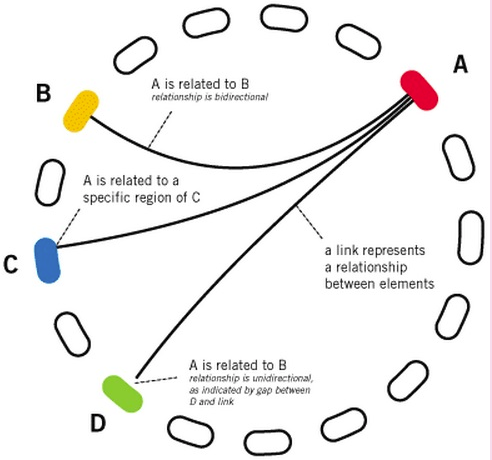 A
B
A is related to B
relationship is bidirectional
A is related to a
specific region of C
C
a link represents
a relationship
between elements
A is related to B
relationship is unidirectional,
as indicated by gap between
D and link
D